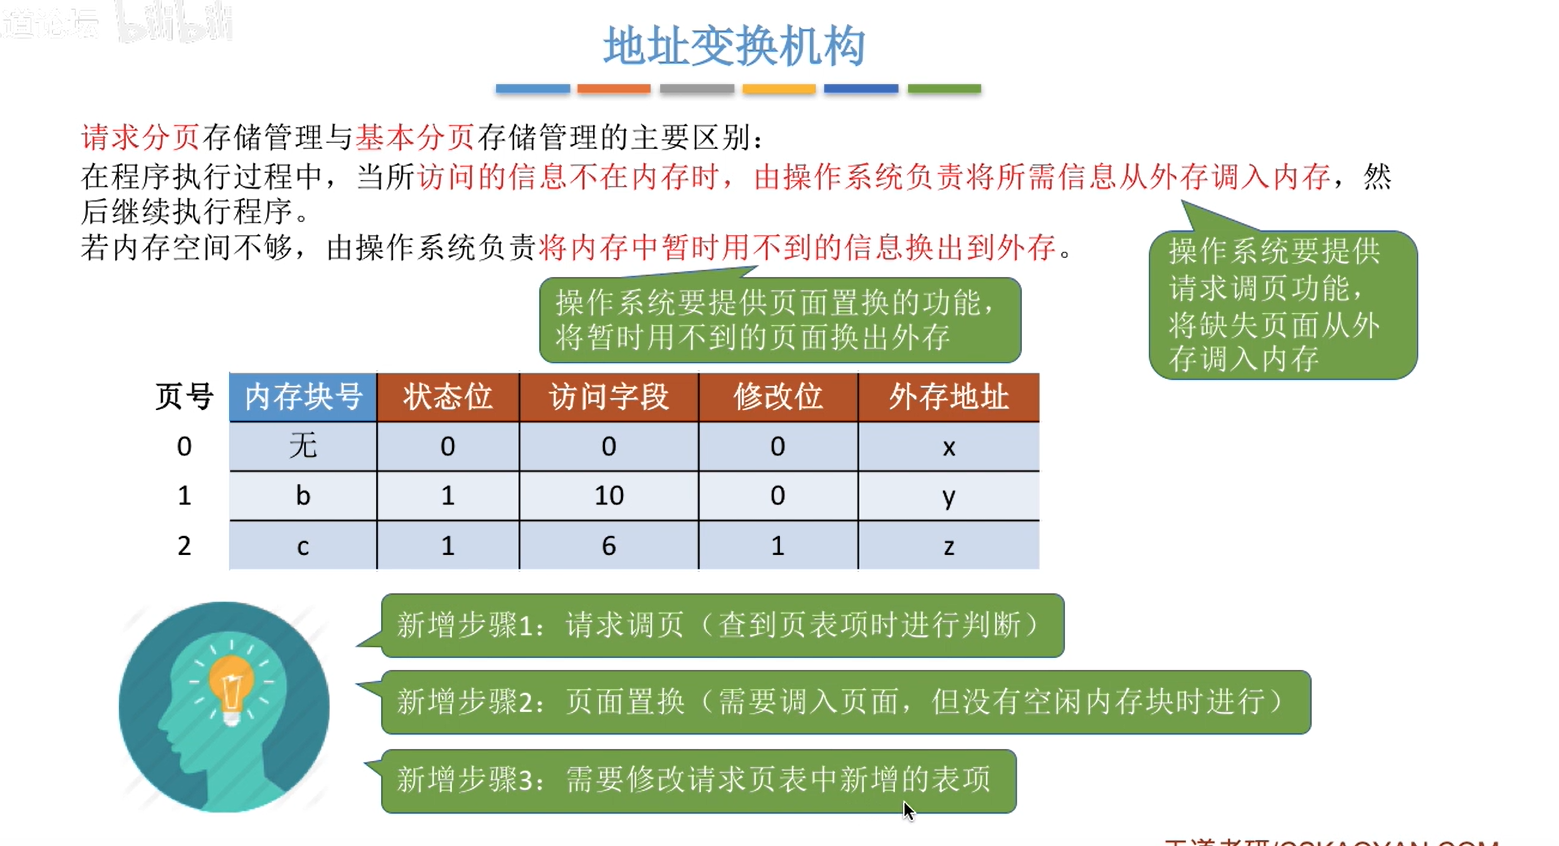 道论坛 bilibili
地址变换机构
请求分页存储管理与基本分页存储管理的主要区别：
在程序执行过程中，当所访问的信息不在内存时，由操作系统负责将所需信息从外存调入内存，然
后继续执行程序。
若内存空间不够，由操作系统负责将内存中暂时用不到的信息换出到外存。
操作系统要提供
请求调页功能，
将缺失页面从外
存调入内存
操作系统要提供页面置换的功能，
将暂时用不到的页面换出外存
页号 内存块号 状态位 访问字段 修改位 外存地址
0 无 0 0 0 x
1 b 1 10 0 y
2 c 1 6 1 z
新增步骤1：请求调页（查到页表项时进行判断）
新增步骤2：页面置换（需要调入页面，但没有空闲内存块时进行）
新增步骤3：需要修改请求页表中新增的表项
王道考研/CSKAOYAN.COM